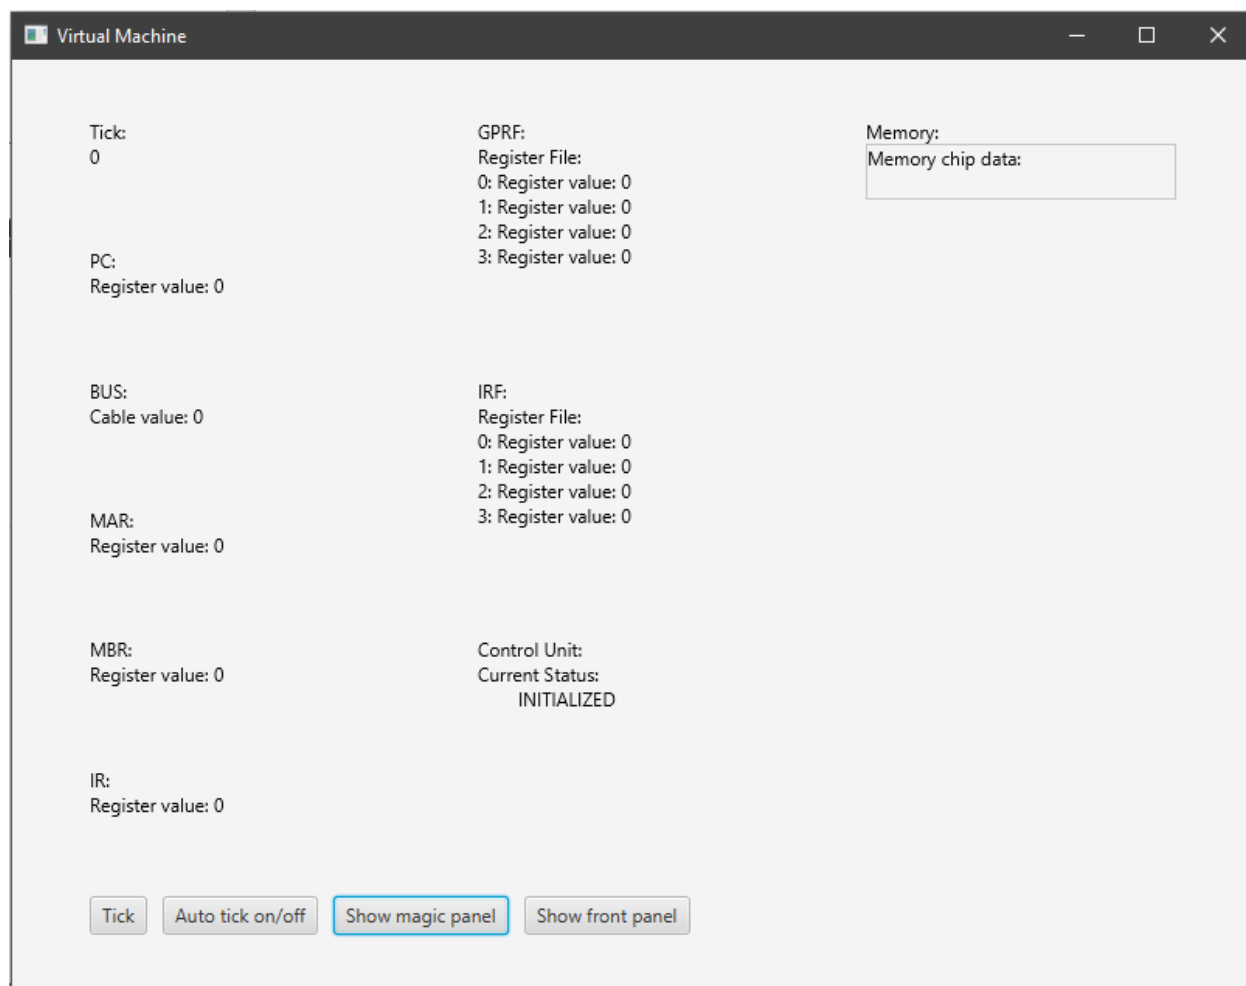 Virtual Machine
Tick:
0
PC:
Register value: 0
BUS:
Cable value: 0
MAR:
Register value: 0
MBR:
Register value: 0
IR:
Register value: 0
GPRF:
Register File:
0: Register value: 0
1: Register value: 0
2: Register value: 0
3: Register value: 0
IRF:
Register File:
0: Register value: 0
1: Register value: 0
2: Register value: 0
3: Register value: 0
Control Unit:
Current Status:
INITIALIZED
Memory:
Memory chip data:
Tick
Auto tick on/off
Show magic panel
Show front panel